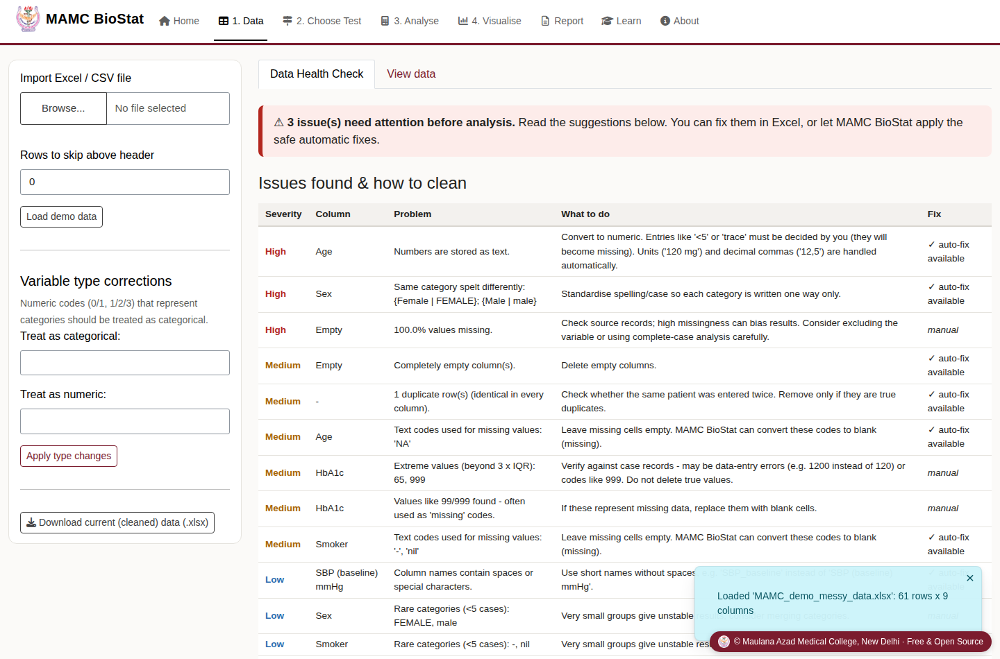 MAMC BioStat
Home
1. Data
2. Choose Test
3. Analyse
4. Visualise
Report
Learn
About
Import Excel / CSV file
Browse...
No file selected
Rows to skip above header
0
Load demo data
Variable type corrections
Numeric codes (0/1, 1/2/3) that represent
categories should be treated as categorical.
Treat as categorical:
Treat as numeric:
Apply type changes
Download current (cleaned) data (.xlsx)
Data Health Check
View data
⚠ 3 issue(s) need attention before analysis. Read the suggestions below. You can fix them in Excel, or let MAMC BioStat apply the
safe automatic fixes.
Issues found & how to clean
Severity Column Problem What to do Fix
High Age Numbers are stored as text.
Convert to numeric. Entries like '<5' or 'trace' must be decided by you (they will
become missing). Units ('120 mg') and decimal commas ('12,5') are handled
automatically.
✓ auto-fix
available
High Sex
Same category spelt differently:
{Female | FEMALE}; {Male | male}
Standardise spelling/case so each category is written one way only.
✓ auto-fix
available
High Empty 100.0% values missing.
Check source records; high missingness can bias results. Consider excluding the
variable or using complete-case analysis carefully.
manual
Medium Empty Completely empty column(s). Delete empty columns.
✓ auto-fix
available
Medium -
1 duplicate row(s) (identical in every
column).
Check whether the same patient was entered twice. Remove only if they are true
duplicates.
✓ auto-fix
available
Medium Age
Text codes used for missing values:
'NA'
Leave missing cells empty. MAMC BioStat can convert these codes to blank
(missing).
✓ auto-fix
available
Medium HbA1c
Extreme values (beyond 3 x IQR):
65, 999
Verify against case records - may be data-entry errors (e.g. 1200 instead of 120) or
codes like 999. Do not delete true values.
manual
Medium HbA1c
Values like 99/999 found - often
used as 'missing' codes.
If these represent missing data, replace them with blank cells.
manual
Medium Smoker
Text codes used for missing values:
'-', 'nil'
Leave missing cells empty. MAMC BioStat can convert these codes to blank
(missing).
✓ auto-fix
available
Low
SBP (baseline)
mmHg
Column names contain spaces or
special characters.
Use short names without spaces, e.g. 'SBP_baseline' instead of 'SBP (baseline)
mmHg'.
✓ auto-fix
available
Low Sex
Rare categories (<5 cases):
FEMALE, male
Very small groups give unstable results; consider merging categories.
manual
Low Smoker Rare categories (<5 cases): -, nil
Very small groups give unstable
×
Loaded 'MAMC_demo_messy_data.xlsx': 61 rows x 9
columns
© Maulana Azad Medical College, New Delhi · Free & Open Source